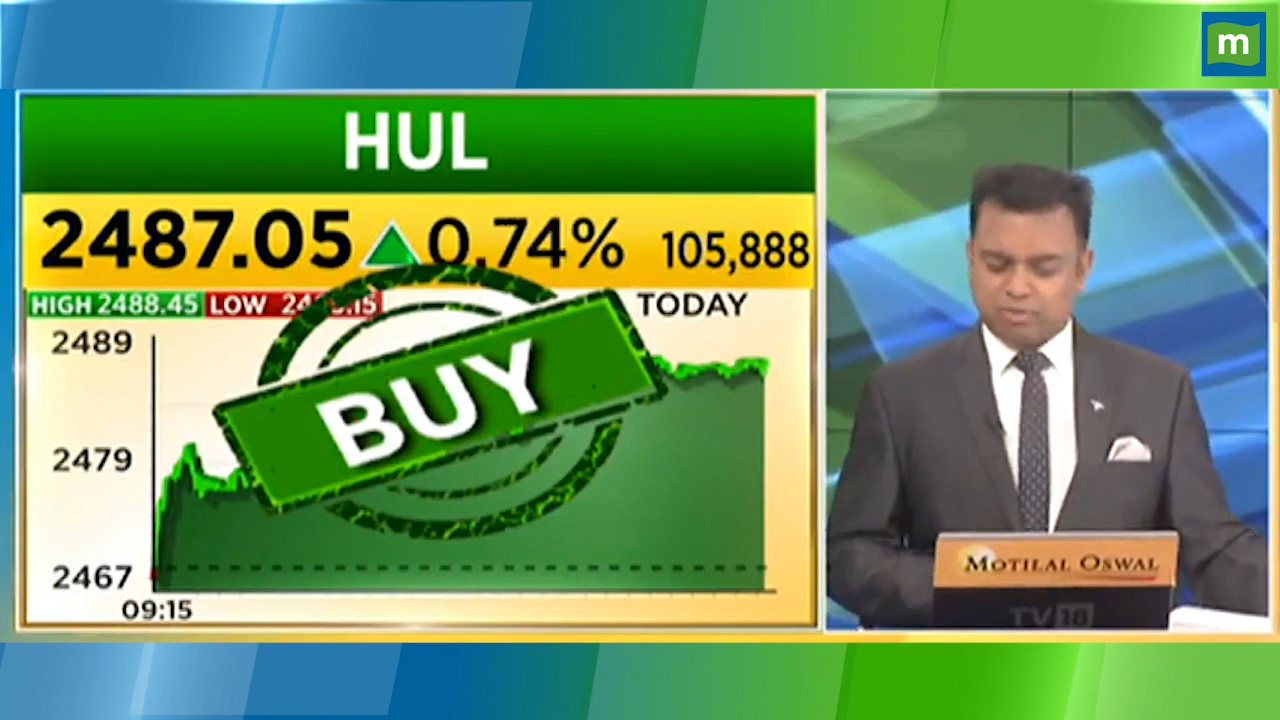 m
HUL
2487.05 ▲ 0.74% 105,888
HIGH 2488.45 LOW
TODAY
2489
BUY
2479
2467
09:15
MOTILAL OSWAL
TV18